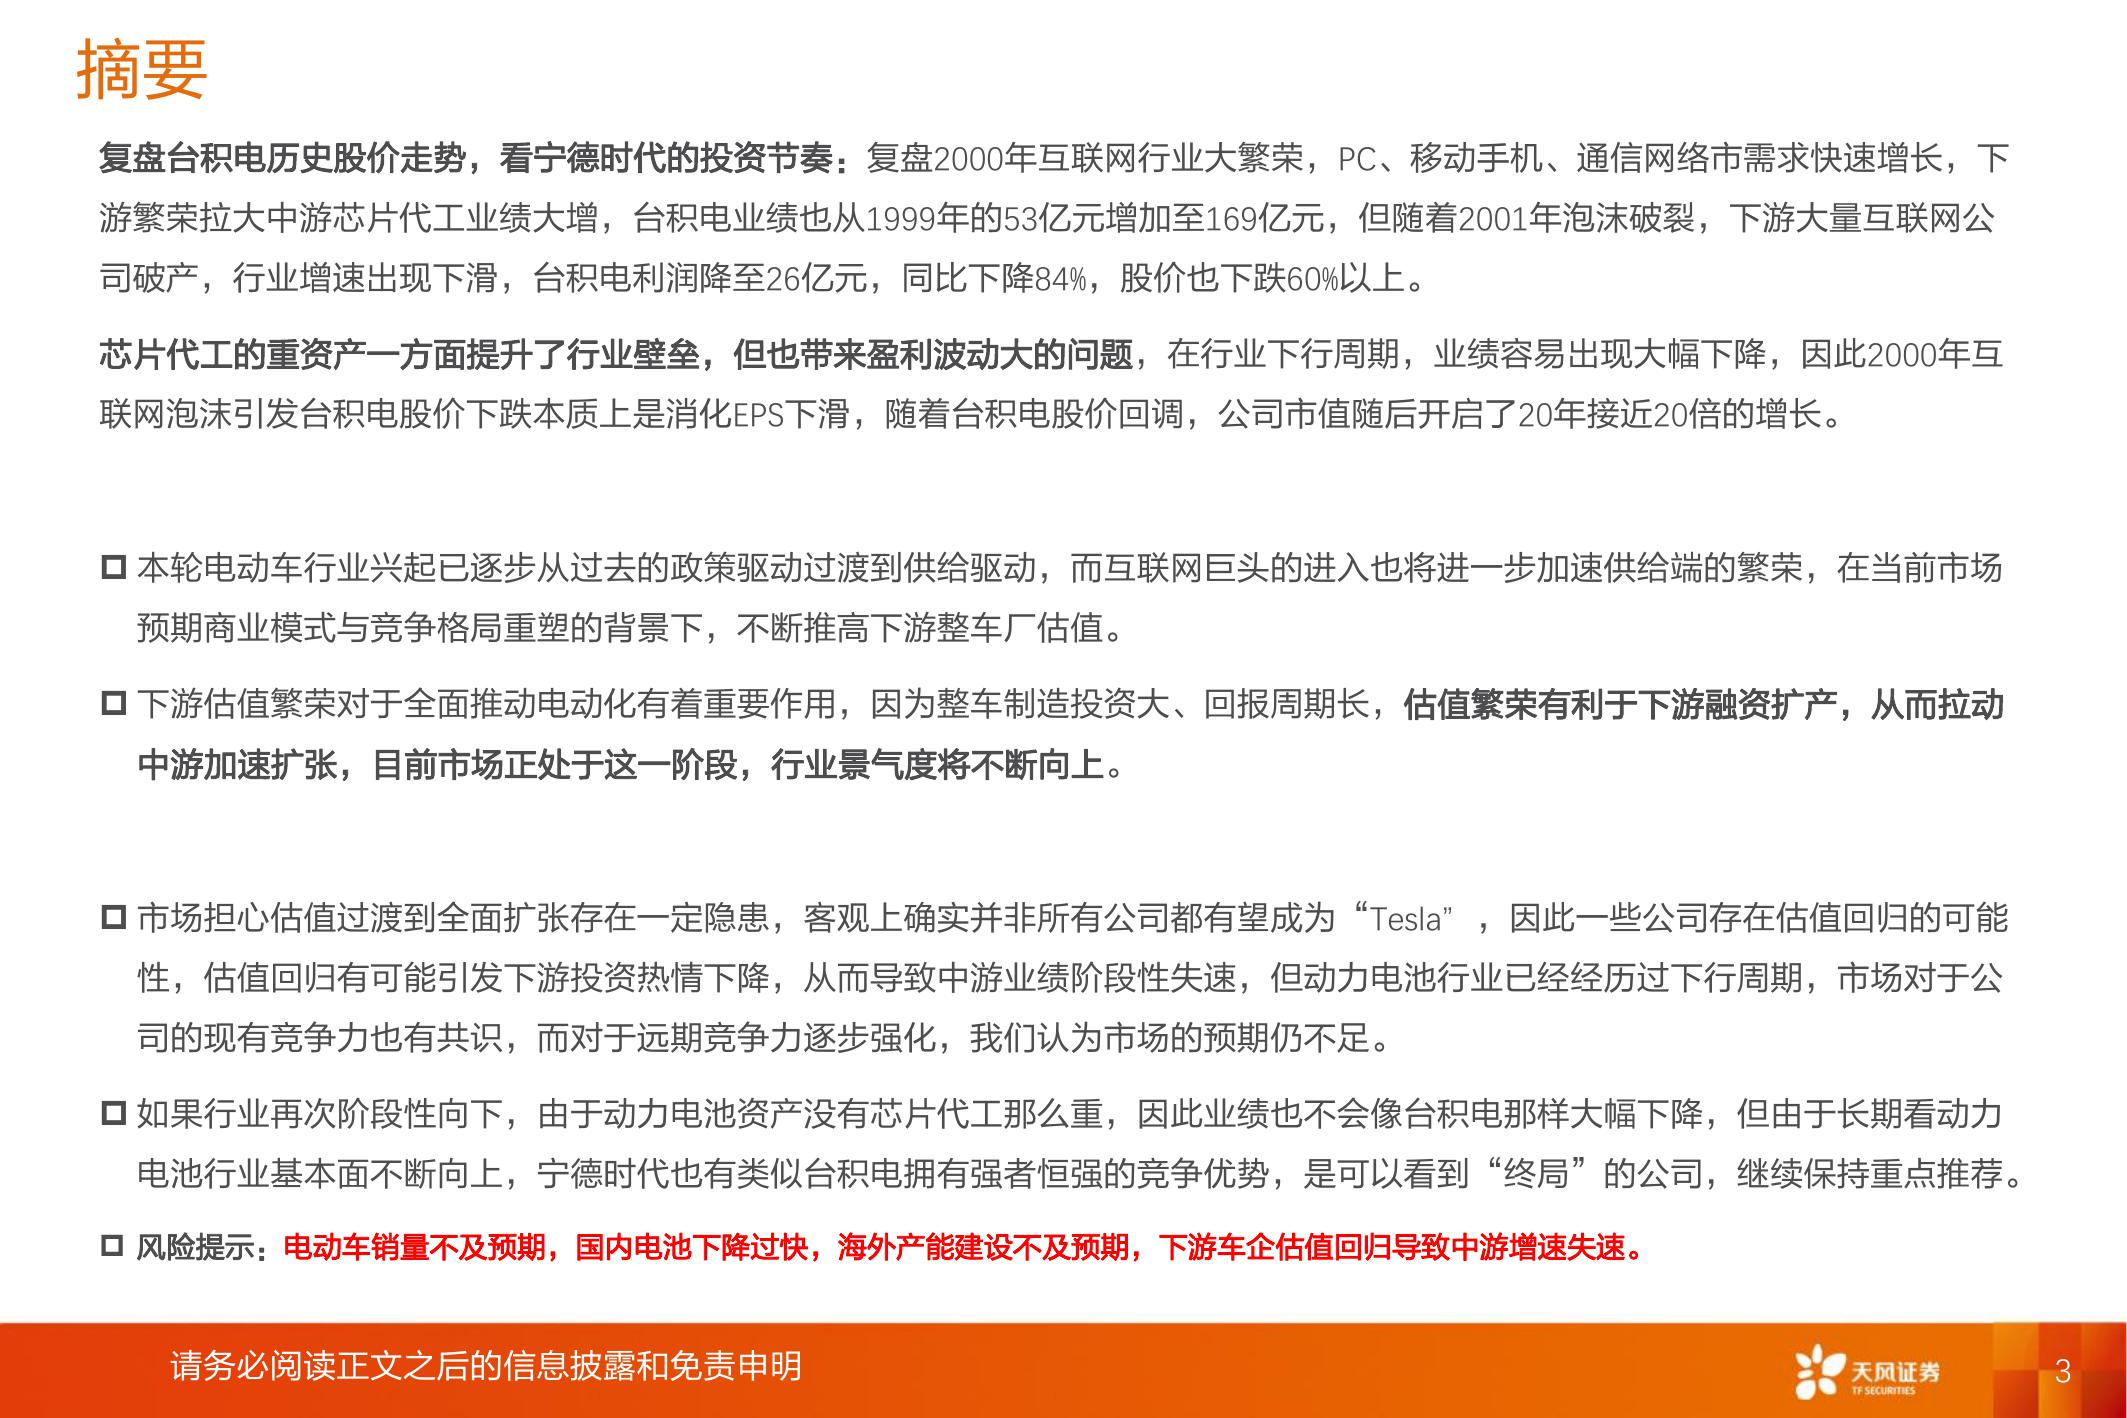 摘要
复盘台积电历史股价走势，看宁德时代的投资节奏：复盘2000年互联网行业大繁荣，PC、移动手机、通信网络市需求快速增长，下
游繁荣拉大中游芯片代工业绩大增，台积电业绩也从1999年的53亿元增加至169亿元，但随着2001年泡沫破裂，下游大量互联网公
司破产，行业增速出现下滑，台积电利润降至26亿元，同比下降84%，股价也下跌60%以上。
芯片代工的重资产一方面提升了行业壁垒，但也带来盈利波动大的问题，在行业下行周期，业绩容易出现大幅下降，因此2000年互
联网泡沫引发台积电股价下跌本质上是消化EPS下滑，随着台积电股价回调，公司市值随后开启了20年接近20倍的增长。
本轮电动车行业兴起已逐步从过去的政策驱动过渡到供给驱动，而互联网巨头的进入也将进一步加速供给端的繁荣，在当前市场
预期商业模式与竞争格局重塑的背景下，不断推高下游整车厂估值。
下游估值繁荣对于全面推动电动化有着重要作用，因为整车制造投资大、回报周期长，估值繁荣有利于下游融资扩产，从而拉动
中游加速扩张，目前市场正处于这一阶段，行业景气度将不断向上。
市场担心估值过渡到全面扩张存在一定隐患，客观上确实并非所有公司都有望成为“Tesla”，因此一些公司存在估值回归的可能
性，估值回归有可能引发下游投资热情下降，从而导致中游业绩阶段性失速，但动力电池行业已经经历过下行周期，市场对于公
司的现有竞争力也有共识，而对于远期竞争力逐步强化，我们认为市场的预期仍不足。
如果行业再次阶段性向下，由于动力电池资产没有芯片代工那么重，因此业绩也不会像台积电那样大幅下降，但由于长期看动力
电池行业基本面不断向上，宁德时代也有类似台积电拥有强者恒强的竞争优势，是可以看到“终局”的公司，继续保持重点推荐。
风险提示：电动车销量不及预期，国内电池下降过快，海外产能建设不及预期，下游车企估值回归导致中游增速失速。
请务必阅读正文之后的信息披露和免责申明
天风证券
TF SECURITIES
3